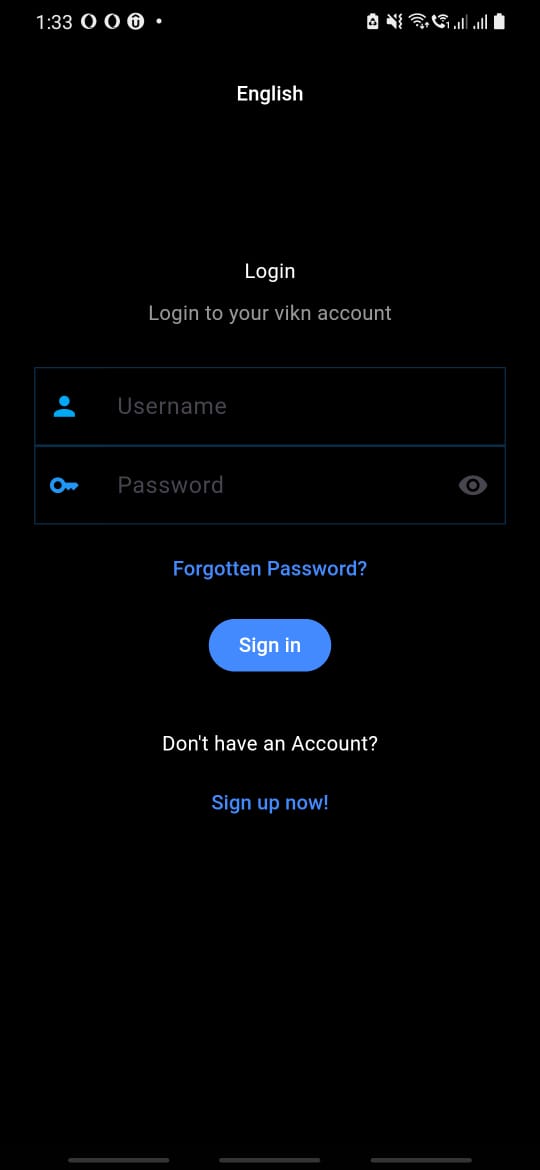 1:33
English
Login
Login to your vikn account
Username
Password
Forgotten Password?
Sign in
Don't have an Account?
Sign up now!